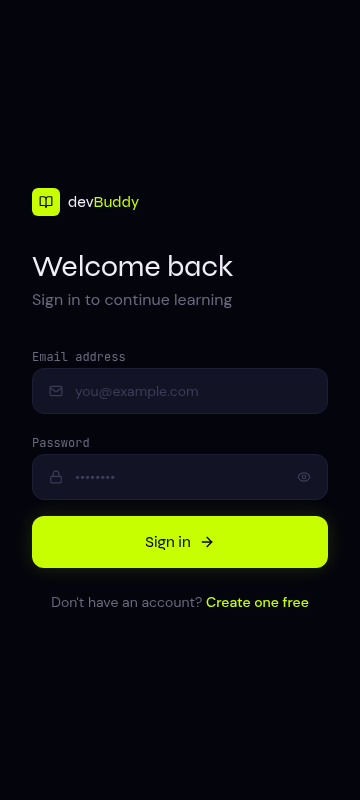 devBuddy
Welcome back
Sign in to continue learning
Email address
you@example.com
Password
••••••••
Sign in →
Don't have an account? Create one free